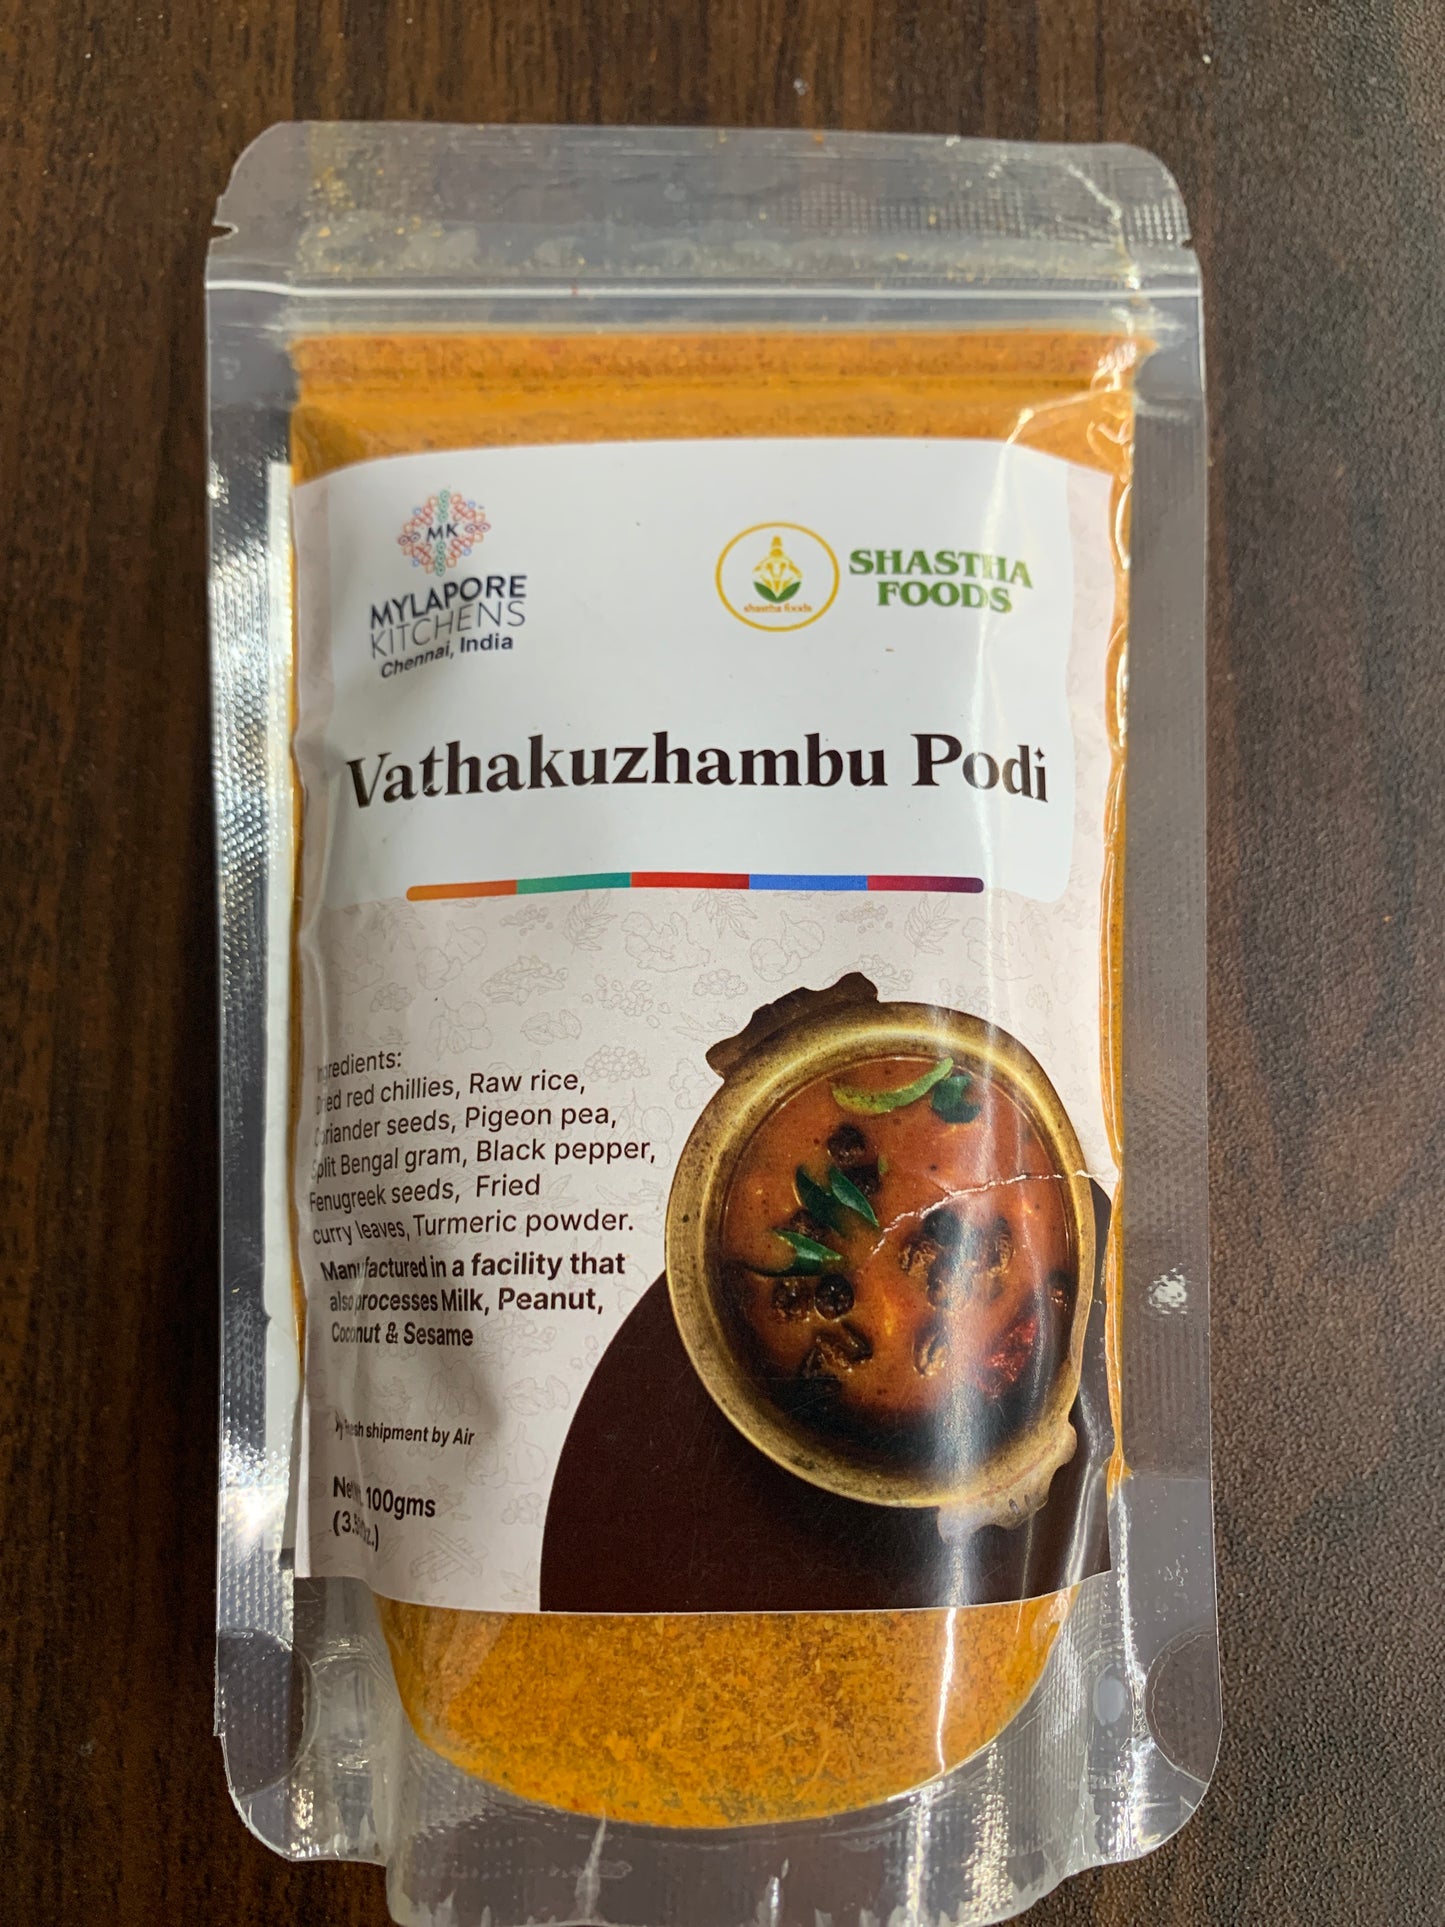 MK
MYLAPORE
KITCHENS
Chennai, India
shastha foods
SHASTHA
FOODS
Vathakuzhambu Podi
Ingredients:
Dried red chillies, Raw rice,
Coriander seeds, Pigeon pea,
Split Bengal gram, Black pepper,
Fenugreek seeds, Fried
curry leaves, Turmeric powder.
Manufactured in a facility that
also processes Milk, Peanut,
Coconut & Sesame
Fresh shipment by Air
100gms